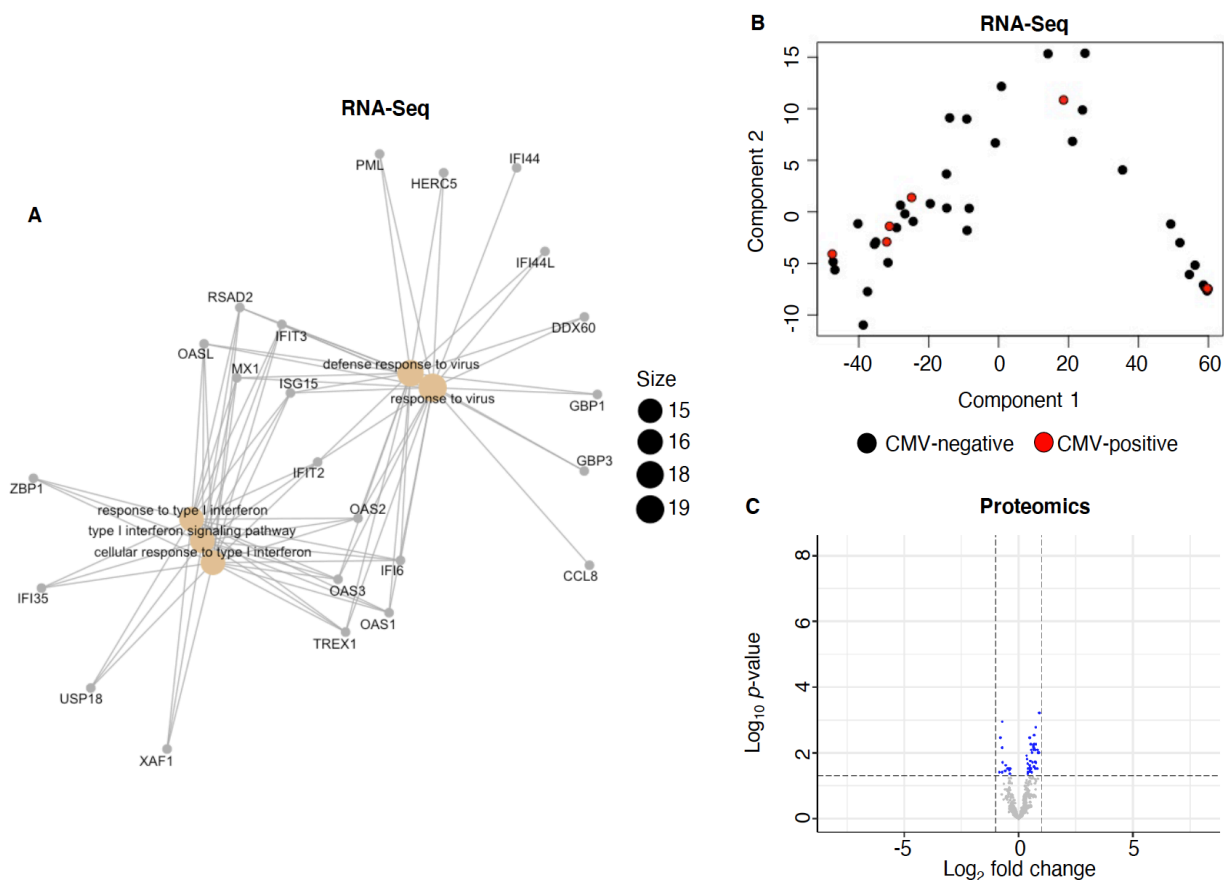 A
RNA-Seq
PML
HERC5
IFI44
IFI44L
RSAD2
IFIT3
DDX60
OASL
MX1
defense response to virus
ISG15
response to virus
GBP1
GBP3
IFIT2
ZBP1
response to type I interferon
OAS2
type I interferon signaling pathway
cellular response to type I interferon
IFI6
CCL8
IFI35
OAS3
OAS1
TREX1
USP18
XAF1
Size
15
16
18
19
B
RNA-Seq
Component 2
15
10
5
0
-5
-10
-40
-20
0
20
40
60
Component 1
CMV-negative
CMV-positive
C
Proteomics
Log10 p-value
8
6
4
2
0
-5
0
5
Log2 fold change